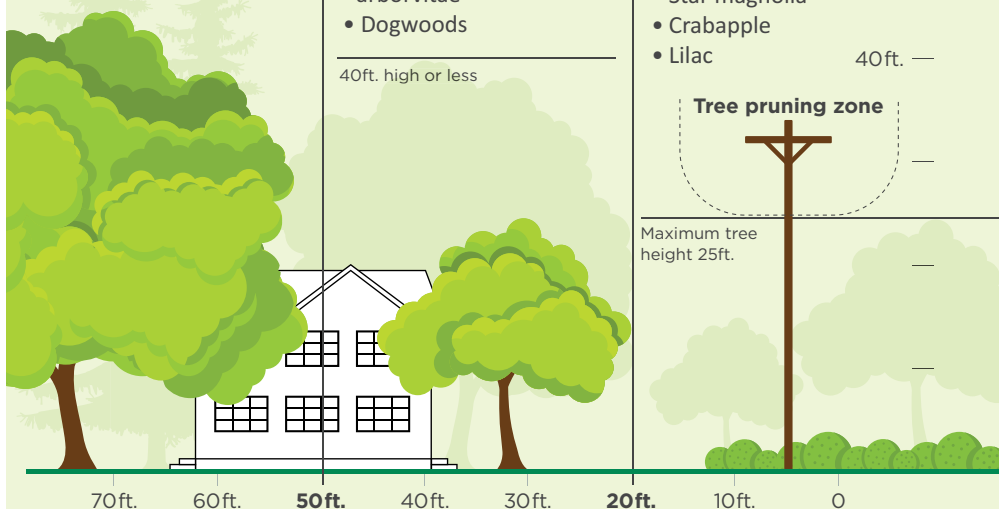 • Dogwoods
40ft. high or less
• Crabapple
• Lilac
40ft.
Tree pruning zone
Maximum tree
height 25ft.
70ft.
60ft.
50ft.
40ft.
30ft.
20ft.
10ft.
0